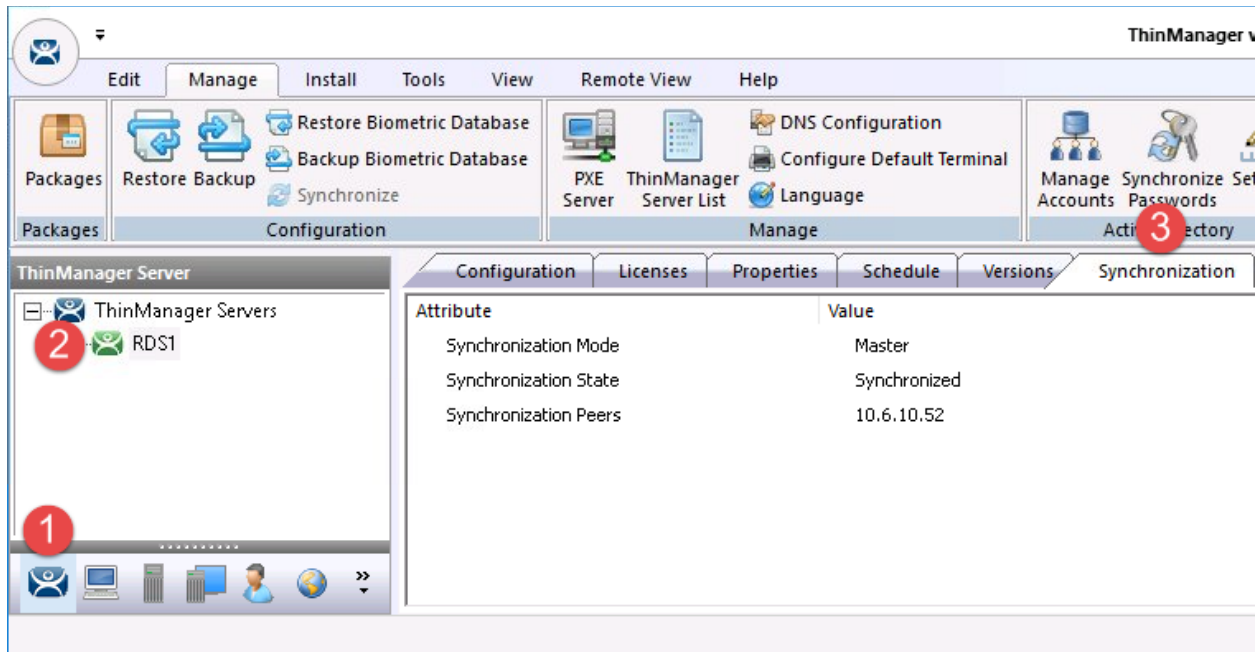 ThinManager v
Edit Manage Install Tools View Remote View Help
Packages
Restore Backup
Restore Biometric Database
Backup Biometric Database
Synchronize
PXE
Server
ThinManager
Server List
DNS Configuration
Configure Default Terminal
Language
Manage
Accounts
Synchronize
Passwords
Set
Packages Configuration Manage Acti ectory
3
ThinManager Server
Configuration Licenses Properties Schedule Versions Synchronization
ThinManager Servers
2 RDS1
1
Attribute Value
Synchronization Mode Master
Synchronization State Synchronized
Synchronization Peers 10.6.10.52